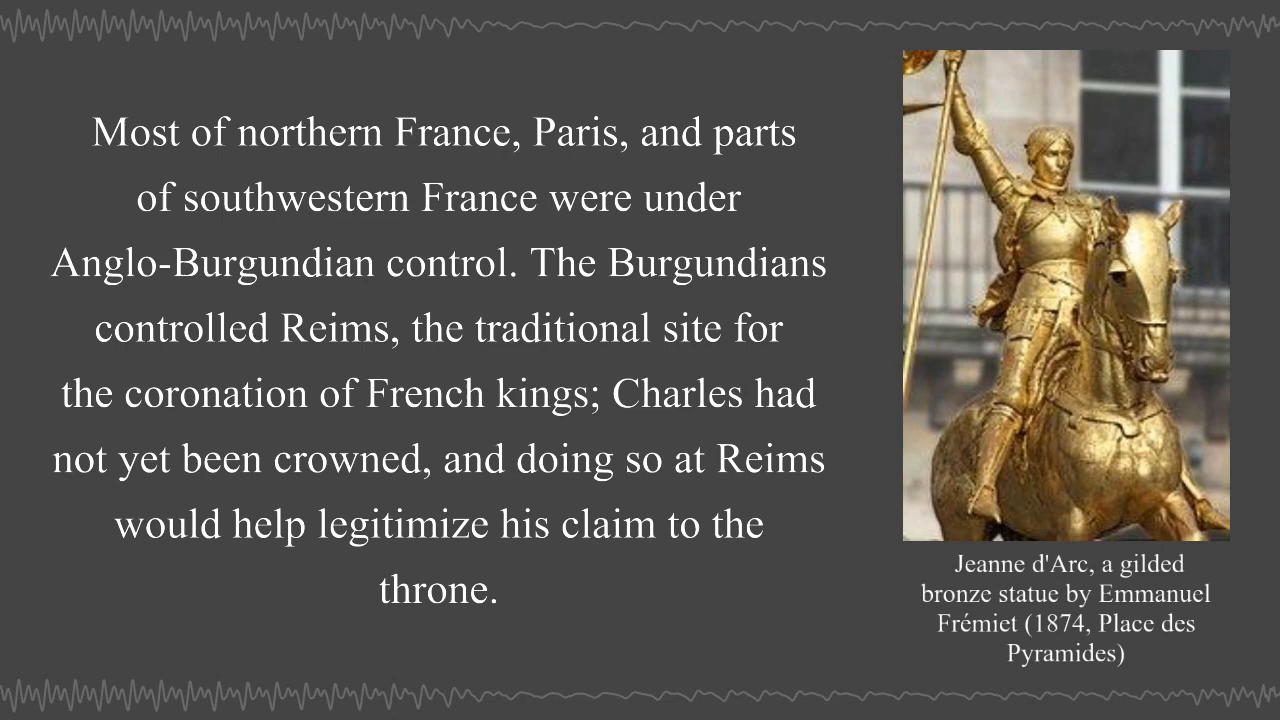 Most of northern France, Paris, and parts
of southwestern France were under
Anglo-Burgundian control. The Burgundians
controlled Reims, the traditional site for
the coronation of French kings; Charles had
not yet been crowned, and doing so at Reims
would help legitimize his claim to the
throne.
Jeanne d'Arc, a gilded
bronze statue by Emmanuel
Frémiet (1874, Place des
Pyramides)